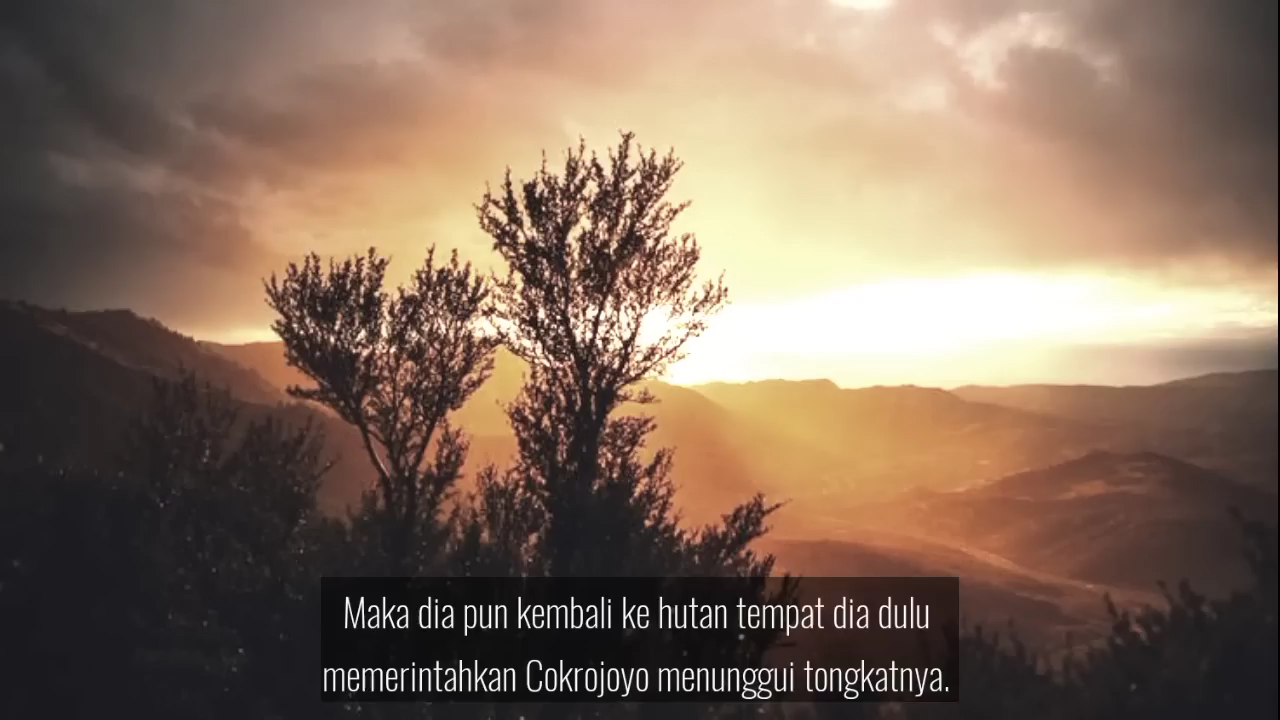 Maka dia pun kembali ke hutan tempat dia dulu
memerintahkan Cokrojoyo menunggui tongkatnya.